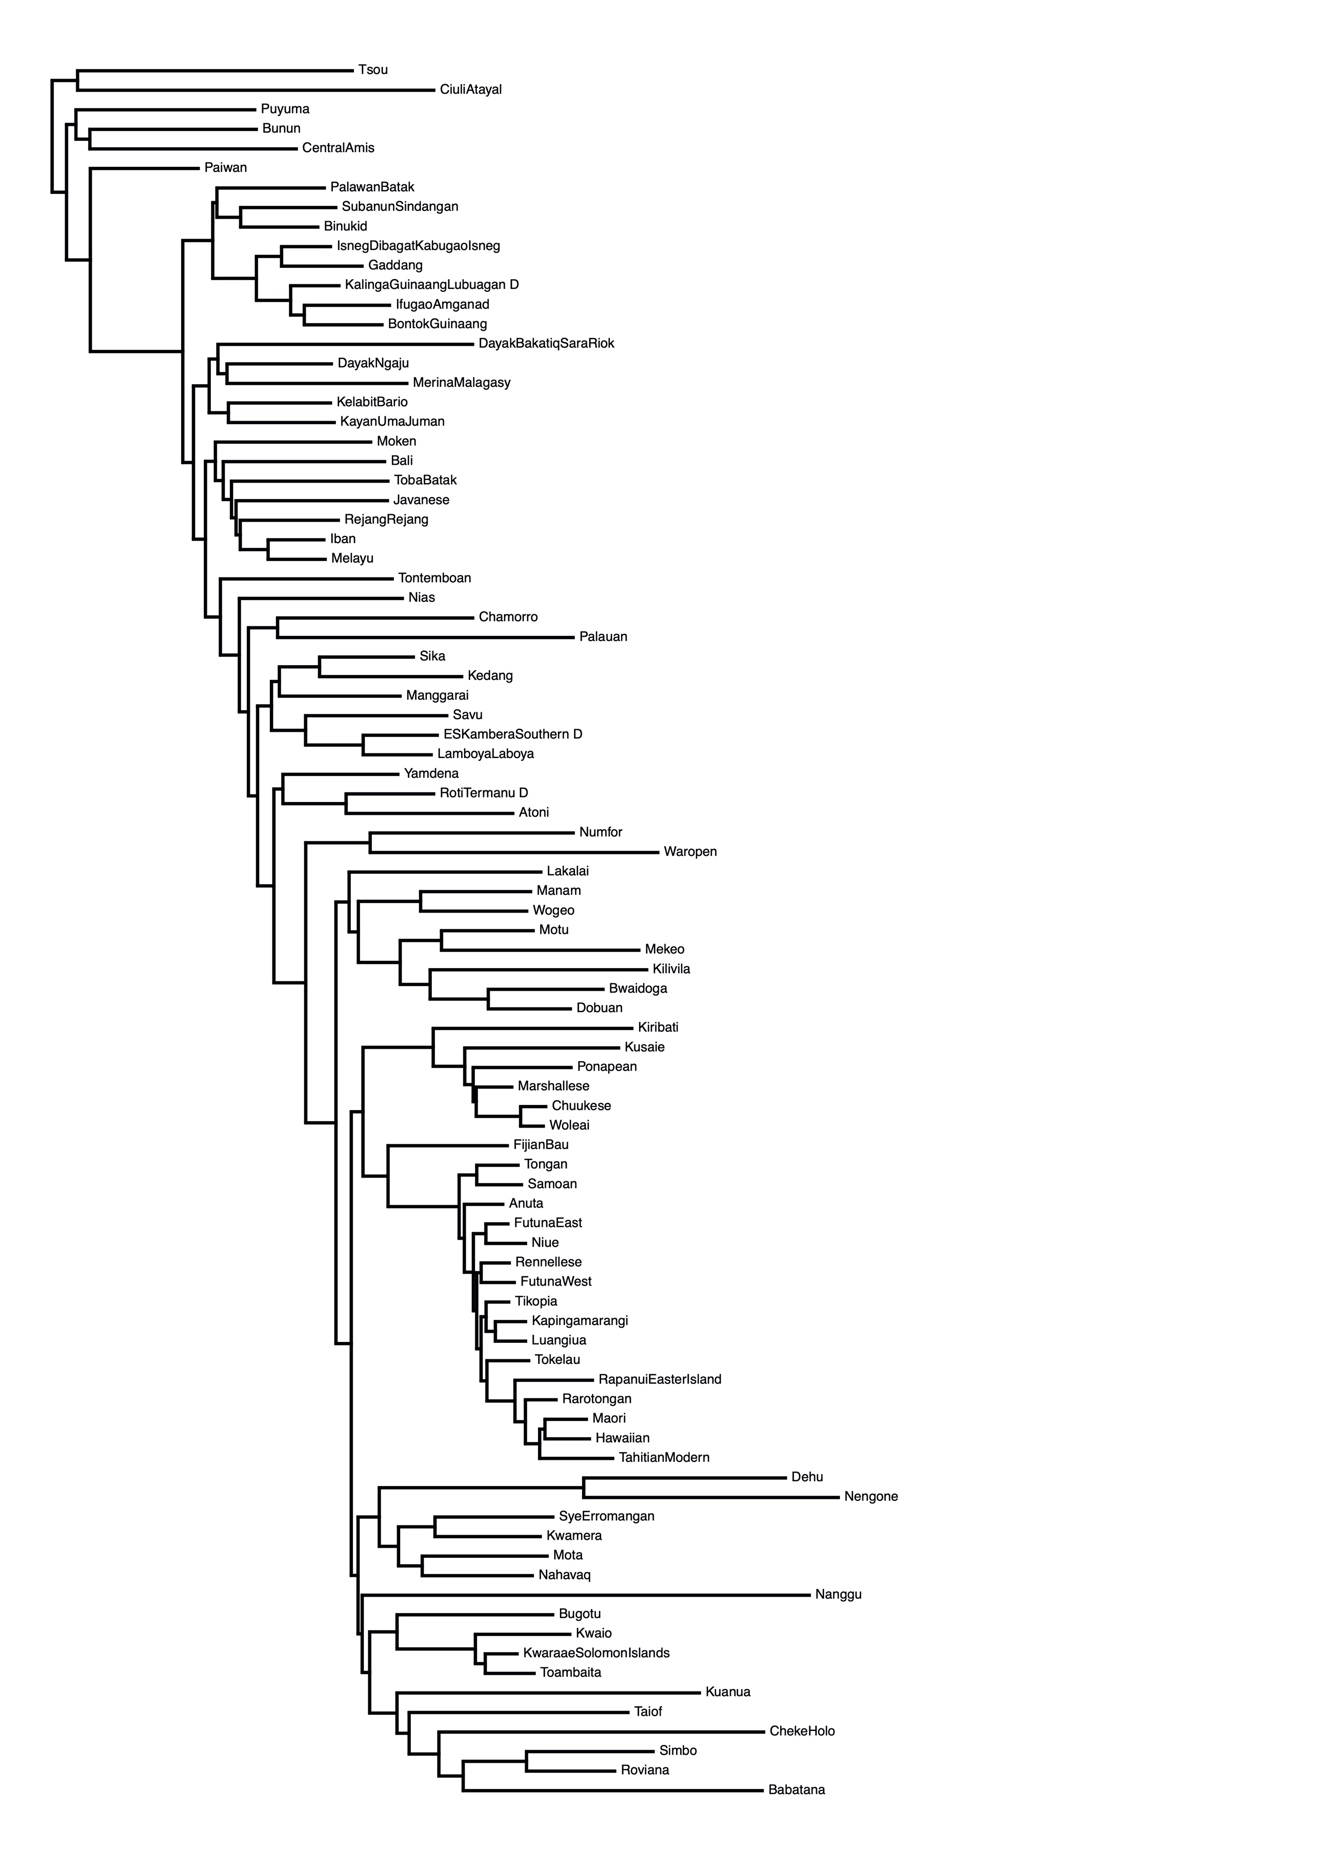 Tsou
CiuliAtayal
Puyuma
Bunun
CentralAmis
Paiwan
PalawanBatak
SubanunSindangan
Binukid
IsnegDibagatKabugaoIsneg
Gaddang
KalingaGuinaangLubuagan D
IfugaoAmganad
BontokGuinaang
DayakBakatiqSaraRiok
DayakNgaju
MerinaMalagasy
KelabitBario
KayanUmaJuman
Moken
Bali
TobaBatak
Javanese
RejangRejang
Iban
Melayu
Tontemboan
Nias
Chamorro
Palauan
Sika
Kedang
Manggarai
Savu
ESKamberaSouthern D
LamboyaLaboya
Yamdena
RotiTermanu D
Atoni
Numfor
Waropen
Lakalai
Manam
Wogeo
Motu
Mekeo
Kilivila
Bwaidoga
Dobuan
Kiribati
Kusaie
Ponapean
Marshallese
Chuukese
Woleai
FijianBau
Tongan
Samoan
Anuta
FutunaEast
Niue
Rennellese
FutunaWest
Tikopia
Kapingamarangi
Luangiua
Tokelau
RapanuiEasterIsland
Rarotongan
Maori
Hawaiian
TahitianModern
Dehu
Nengone
SyeErromangan
Kwamera
Mota
Nahavaq
Nanggu
Bugotu
Kwaio
KwaraaeSolomonIslands
Toambaita
Kuanua
Taiof
ChekeHolo
Simbo
Roviana
Babatana